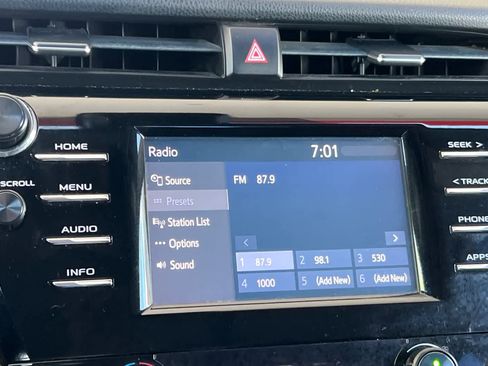 Radio 7:01
HOME
SEEK >
Source
FM 87.9
SCROLL
MENU
Presets
< TRACK
Station List
AUDIO
PHONE
Options
< >
INFO
Sound
1 87.9 2 98.1 3 530
APPS
4 1000 5 (Add New) 6 (Add New)